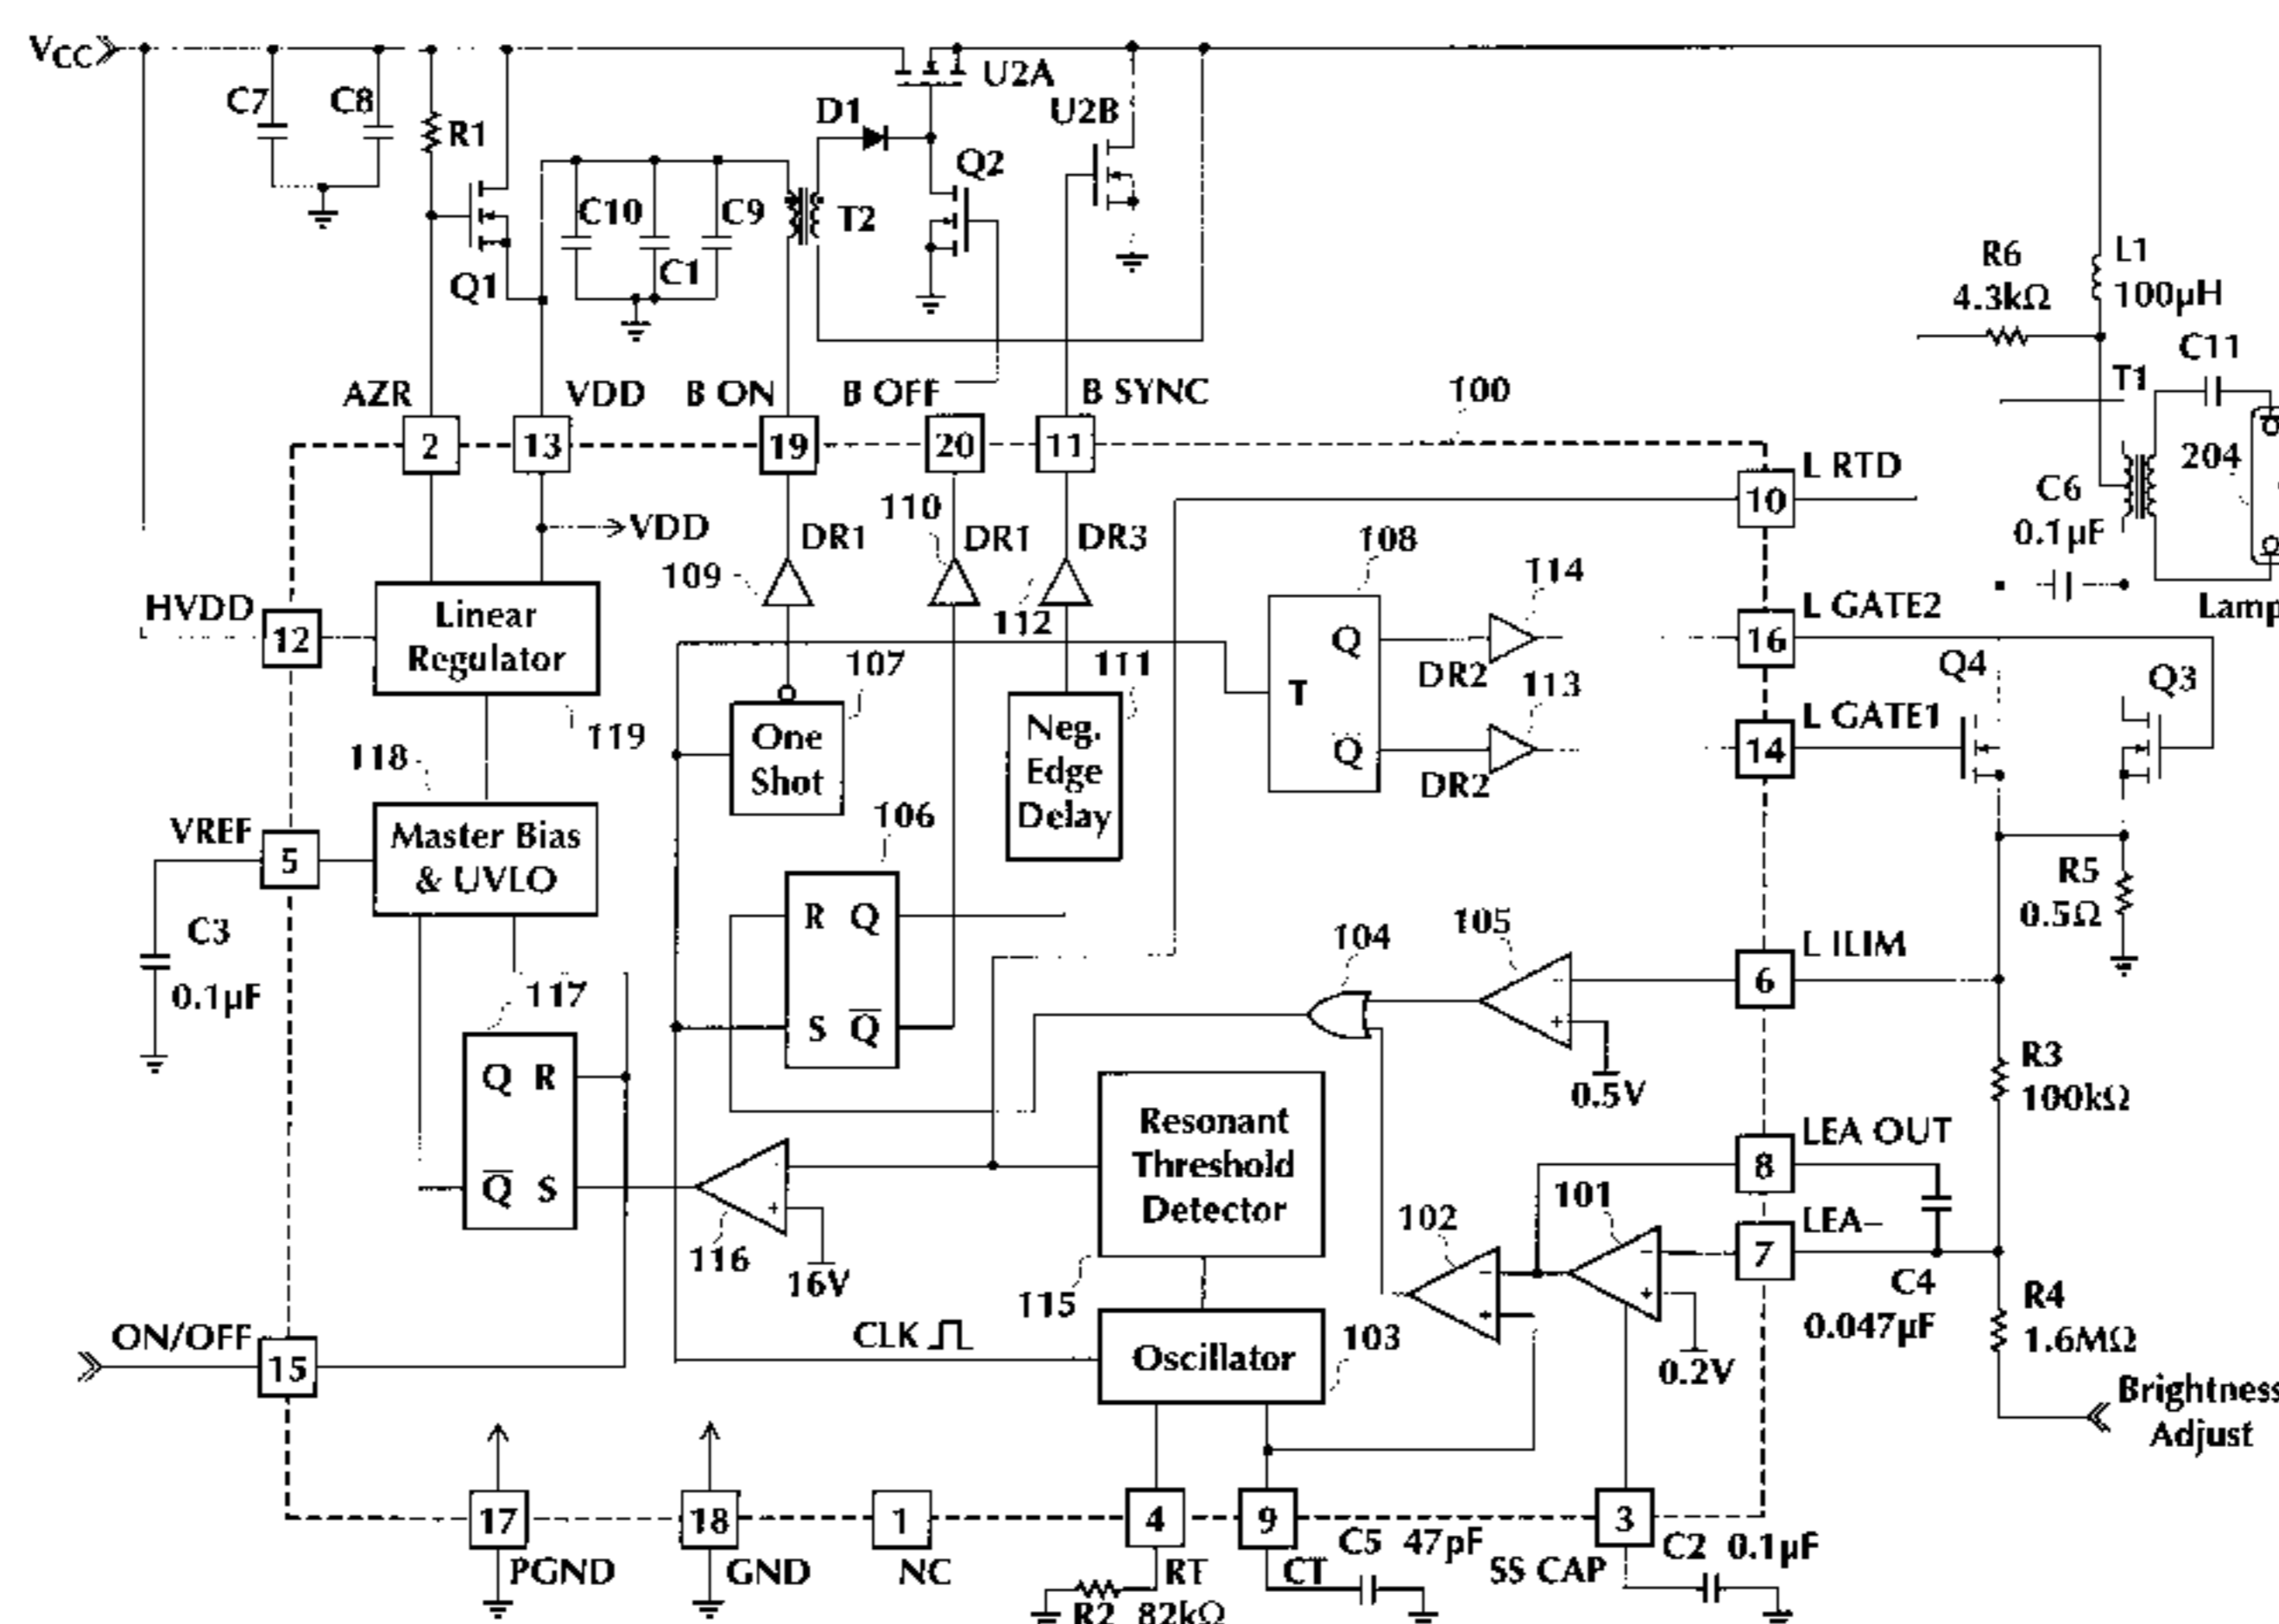 VCC
C7
C8
R1
D1
U2A
U2B
Q2
C10
C9
T2
C1
Q1
R6
4.3kΩ
L1
100μH
C11
T1
AZR
VDD
B ON
B OFF
B SYNC
100
2
13
19
20
11
L RTD
10
204
C6
0.1μF
VDD
110
DR1
DR1
DR3
108
114
109
112
HVDD
12
Linear
Regulator
107
111
T
Q
Q
DR2
113
DR2
L GATE2
16
Lamp
Q4
Q3
L GATE1
14
119
One
Shot
Neg.
Edge
Delay
118
106
VREF
5
Master Bias
& UVLO
R5
0.5Ω
C3
0.1μF
R Q
S Q
104
105
L ILIM
6
-
+
0.5V
117
Q R
Q S
R3
100kΩ
Resonant
Threshold
Detector
LEA OUT
8
116
-
+
16V
115
102
101
LEA–
7
-
+
-
+
C4
0.047μF
R4
1.6MΩ
ON/OFF
15
CLK
Oscillator
103
0.2V
Brightness
Adjust
17
18
1
4
9
3
PGND
GND
NC
RT
CT
C5 47pF
SS CAP
C2 0.1μF
R2 82kΩ